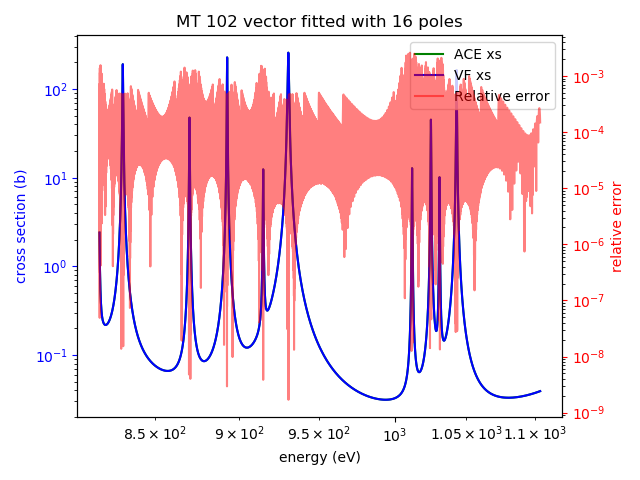 MT 102 vector fitted with 16 poles
ACE xs
VF xs
Relative error
10²
10¹
10⁰
10⁻¹
cross section (b)
10⁻³
10⁻⁴
10⁻⁵
10⁻⁶
10⁻⁷
10⁻⁸
10⁻⁹
relative error
8.5 × 10² 9 × 10² 9.5 × 10² 10³ 1.05 × 10³ 1.1 × 10³
energy (eV)